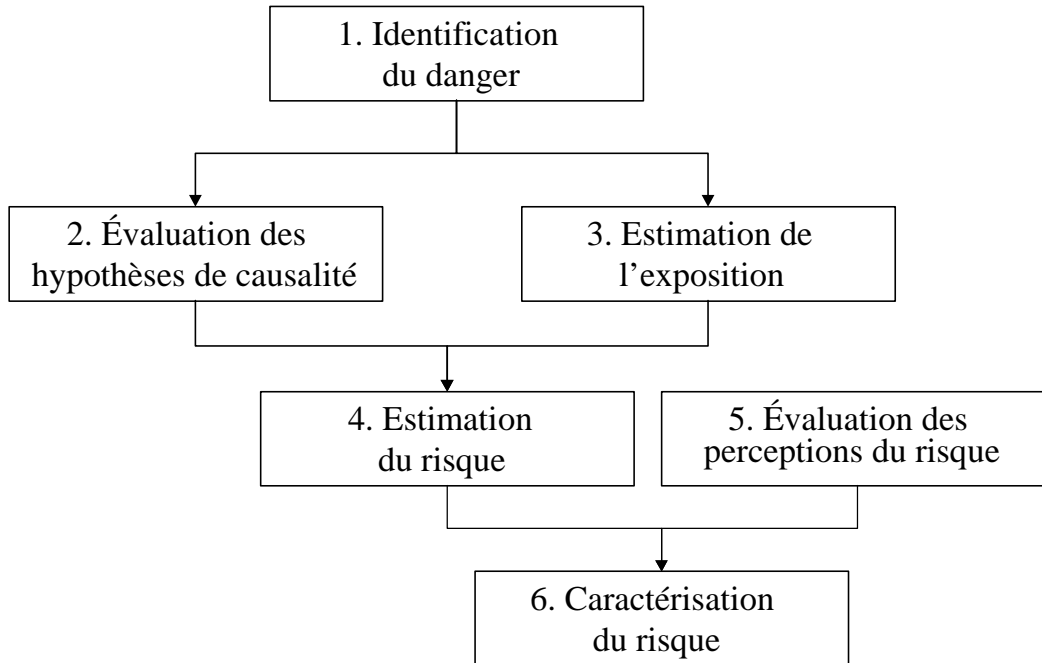 1. Identification
du danger
2. Évaluation des
hypothèses de causalité
3. Estimation de
l’exposition
4. Estimation
du risque
5. Évaluation des
perceptions du risque
6. Caractérisation
du risque